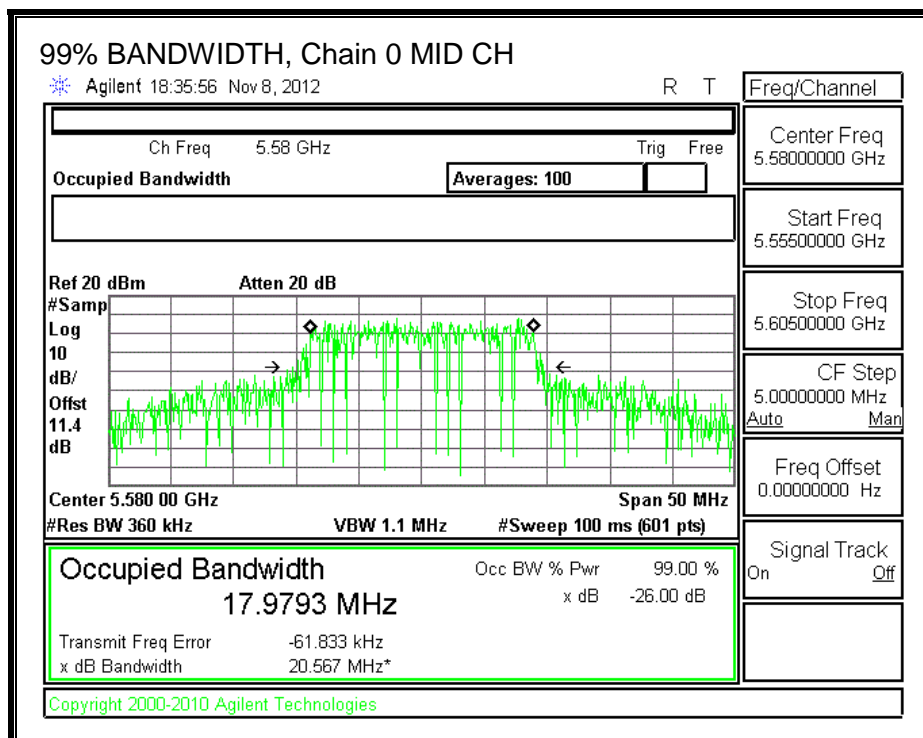 99% BANDWIDTH, Chain 0 MID CH
Agilent 18:35:56 Nov 8, 2012 R T
Freq/Channel
Ch Freq 5.58 GHz Trig Free
Occupied Bandwidth Averages: 100
Center Freq
5.58000000 GHz
Start Freq
5.55500000 GHz
Stop Freq
5.60500000 GHz
CF Step
5.00000000 MHz
Auto Man
Freq Offset
0.00000000 Hz
Signal Track
On Off
Ref 20 dBm Atten 20 dB
#Samp
Log
10
dB/
Offst
11.4
dB
Center 5.580 00 GHz Span 50 MHz
#Res BW 360 kHz VBW 1.1 MHz #Sweep 100 ms (601 pts)
Occupied Bandwidth Occ BW % Pwr 99.00 %
17.9793 MHz x dB -26.00 dB
Transmit Freq Error -61.833 kHz
x dB Bandwidth 20.567 MHz*
Copyright 2000-2010 Agilent Technologies